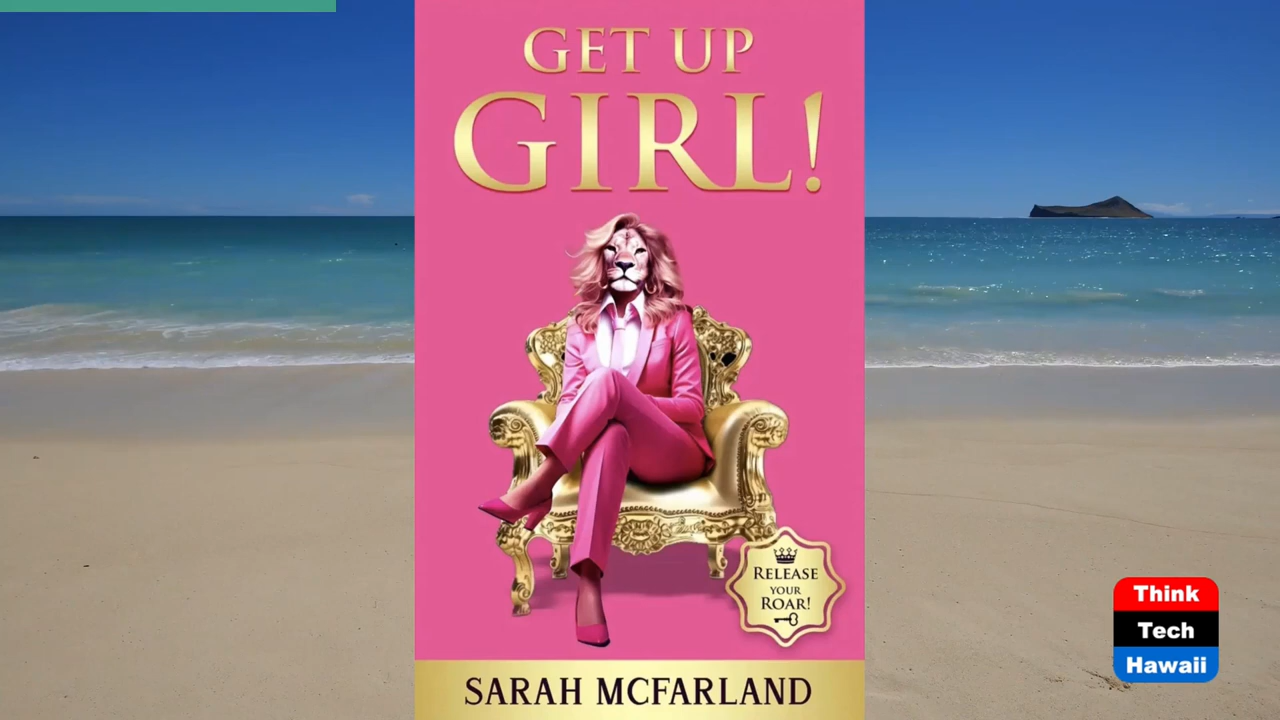 GET UP
GIRL!
RELEASE
YOUR
ROAR!
SARAH MCFARLAND
Think
Tech
Hawaii